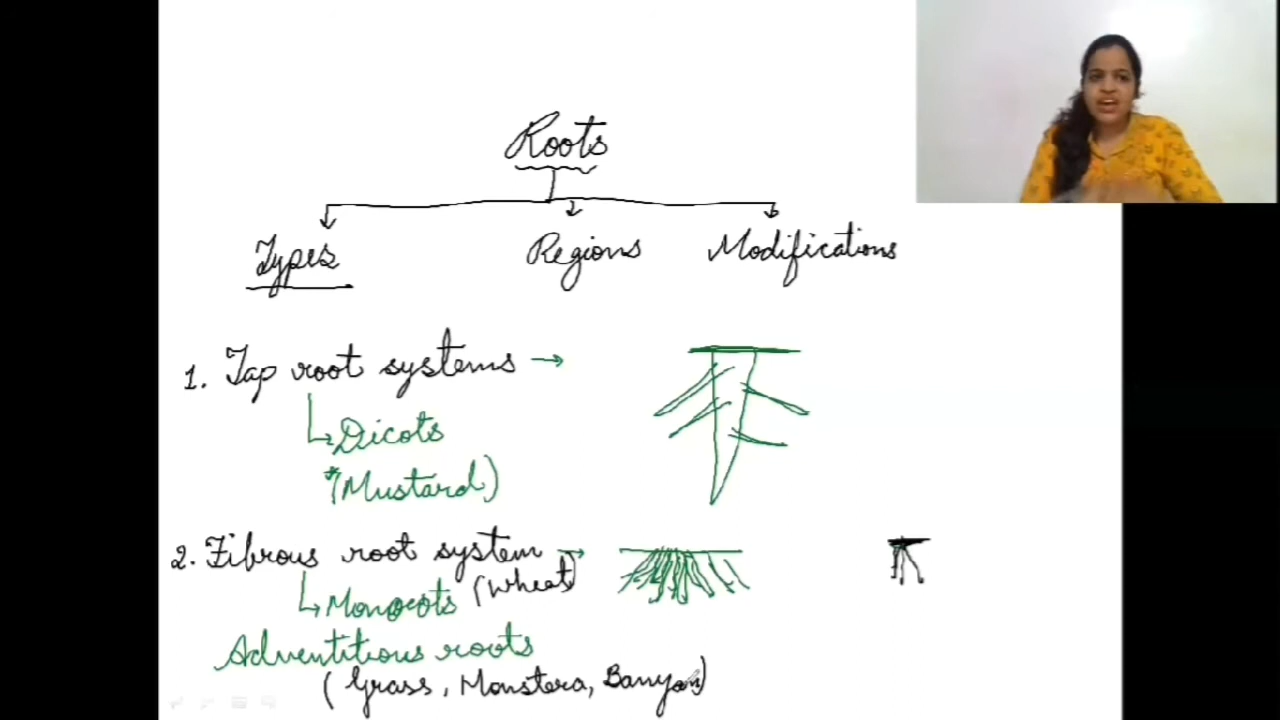 Roots
Types Regions Modifications
1. Tap root systems →
Dicots
*(Mustard)
2. Fibrous root system →
(Wheat)
Monocots
Adventitious roots
(Grass, Monstera, Banyan)